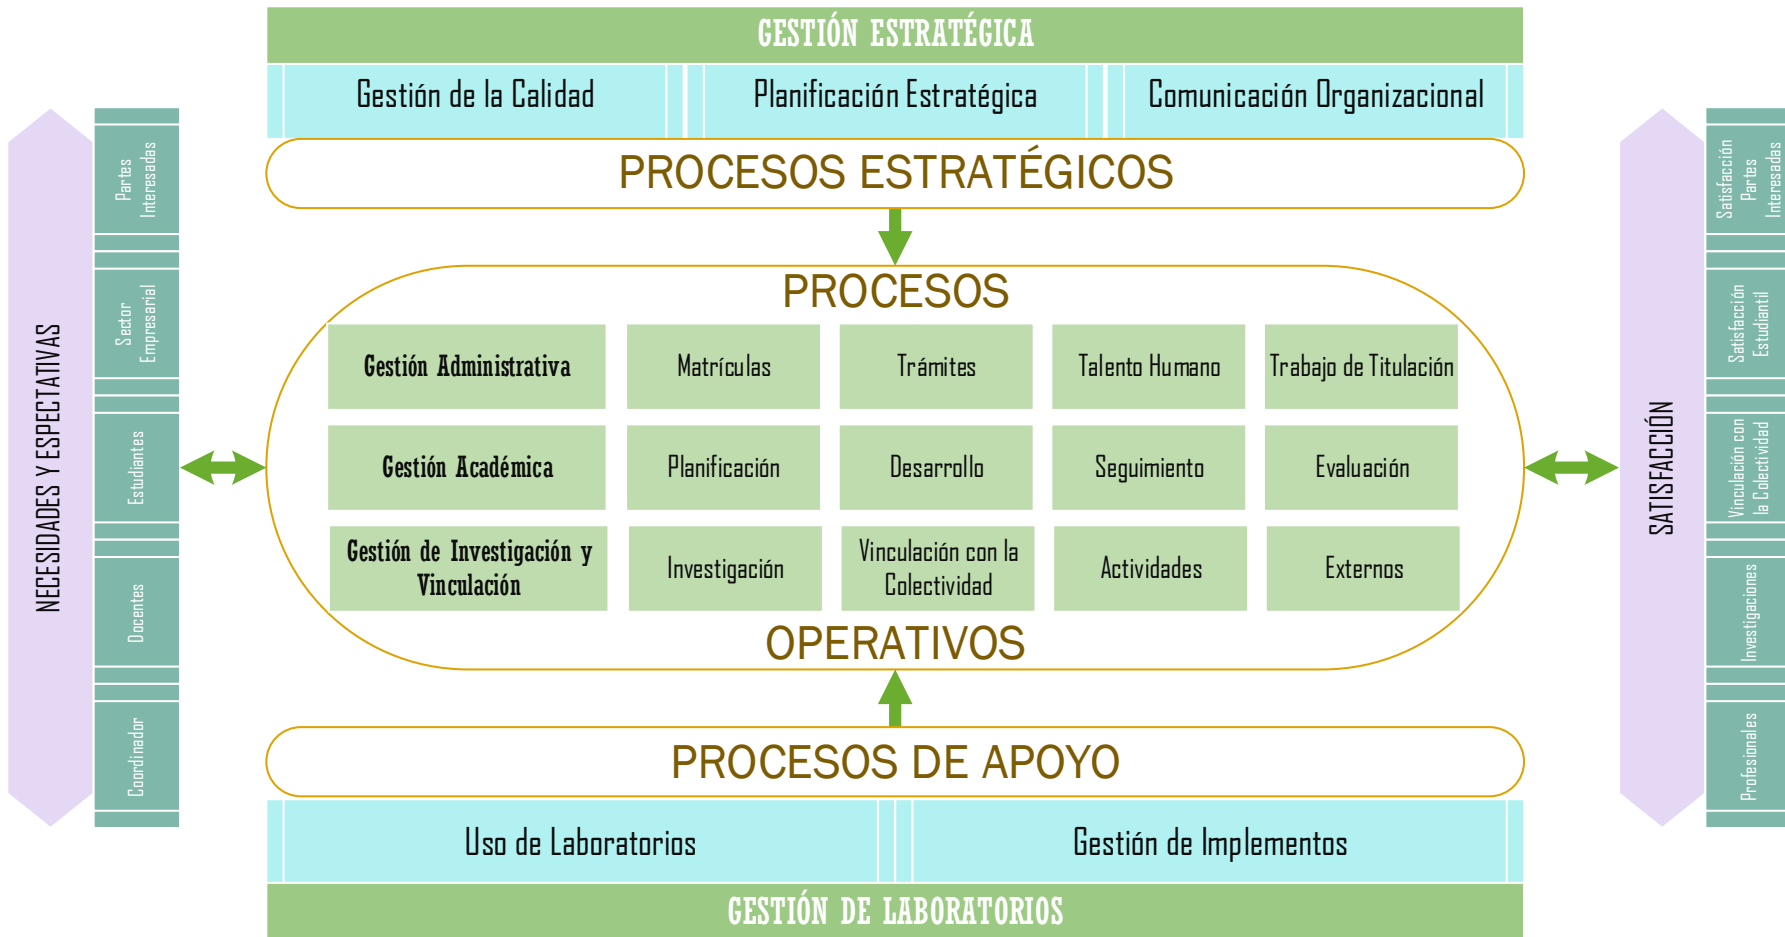 GESTIÓN ESTRATÉGICA
Gestión de la Calidad
Planificación Estratégica
Comunicación Organizacional
PROCESOS ESTRATÉGICOS
NECESIDADES Y ESPECTATIVAS
Partes
Interesadas
Sector
Empresarial
Estudiantes
Docentes
Coordinador
PROCESOS
Gestión Administrativa
Matrículas
Trámites
Talento Humano
Trabajo de Titulación
Gestión Académica
Planificación
Desarrollo
Seguimiento
Evaluación
Gestión de Investigación y
Vinculación
Investigación
Vinculación con la
Colectividad
Actividades
Externos
OPERATIVOS
SATISFACCIÓN
Satisfacción
Partes
Interesadas
Satisfacción
Estudiantil
Vinculación con
la Colectividad
Investigaciones
Profesionales
PROCESOS DE APOYO
Uso de Laboratorios
Gestión de Implementos
GESTIÓN DE LABORATORIOS